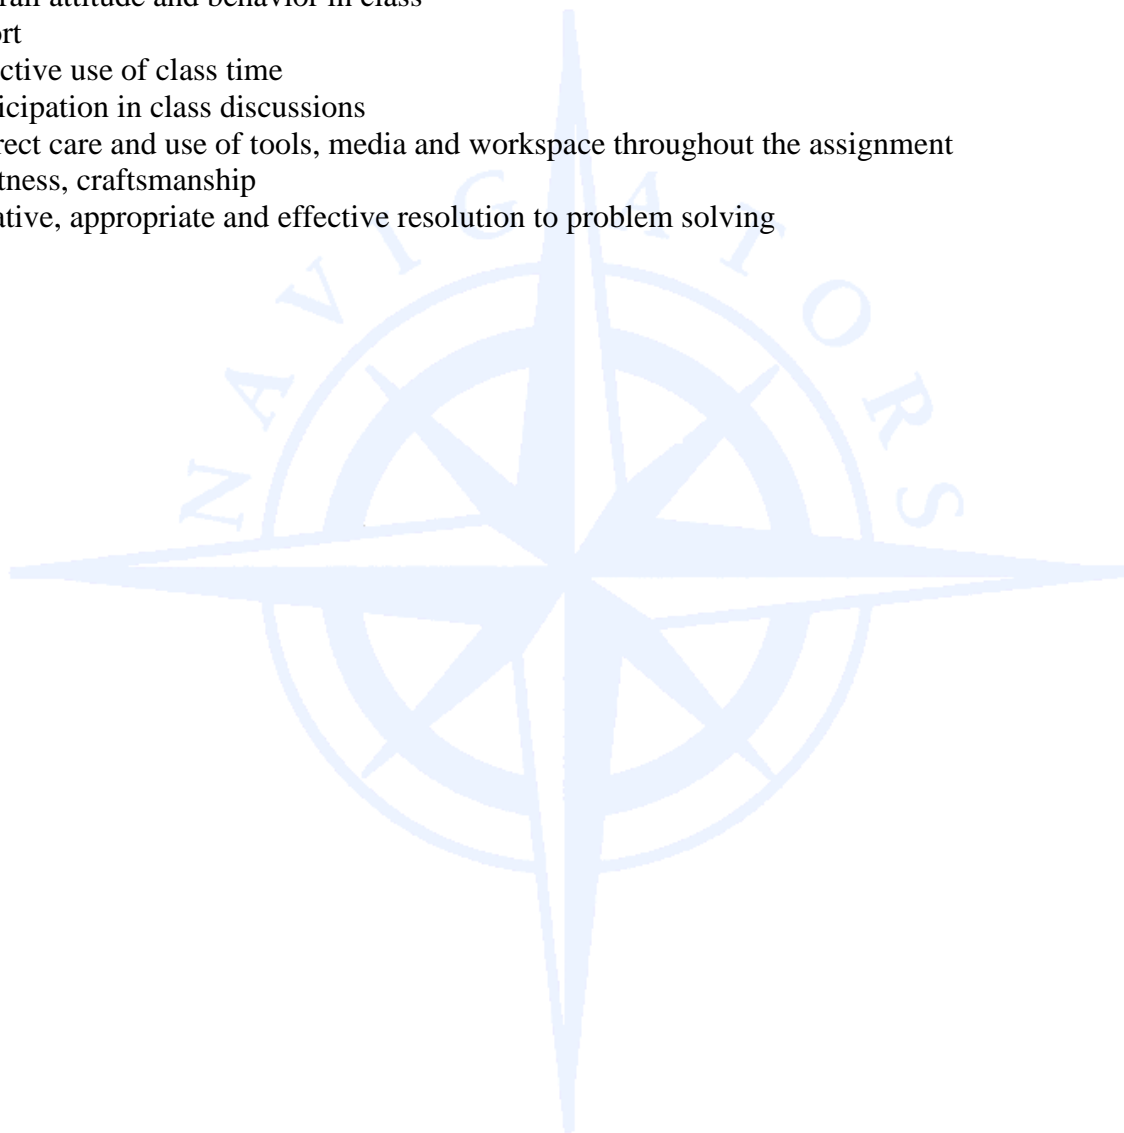 rall attitude and behavior in class
ort
ctive use of class time
icipation in class discussions
rect care and use of tools, media and workspace throughout the assignment
tness, craftsmanship
ative, appropriate and effective resolution to problem solving
NAVIGATORS